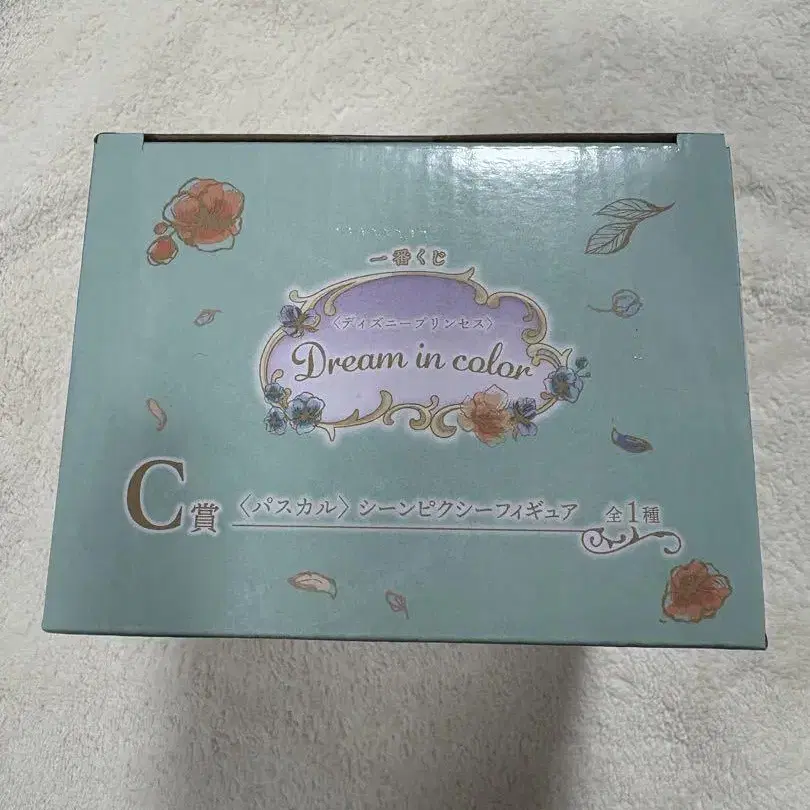 一番くじ
〈ディズニープリンセス〉
Dream in color
C賞 〈パスカル〉 シーンピクシーフィギュア 全1種